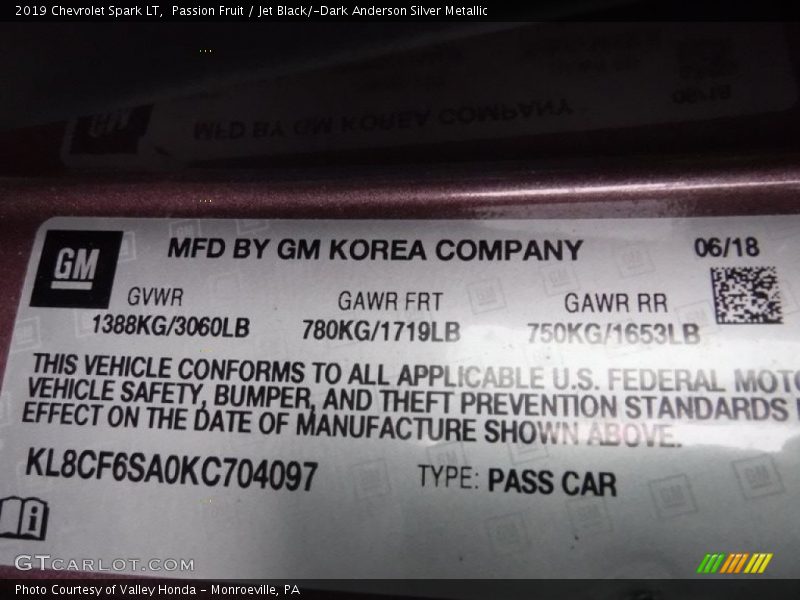 2019 Chevrolet Spark LT,  Passion Fruit / Jet Black/-Dark Anderson Silver Metallic
MFD BY GM KOREA COMPANY
GM
MFD BY GM KOREA COMPANY 06/18
GVWR GAWR FRT GAWR RR
1388KG/3060LB 780KG/1719LB 750KG/1653LB
THIS VEHICLE CONFORMS TO ALL APPLICABLE U.S. FEDERAL MOTO
VEHICLE SAFETY, BUMPER, AND THEFT PREVENTION STANDARDS
EFFECT ON THE DATE OF MANUFACTURE SHOWN ABOVE.
KL8CF6SA0KC704097 TYPE: PASS CAR
GTCARLOT.COM
Photo Courtesy of Valley Honda - Monroeville, PA